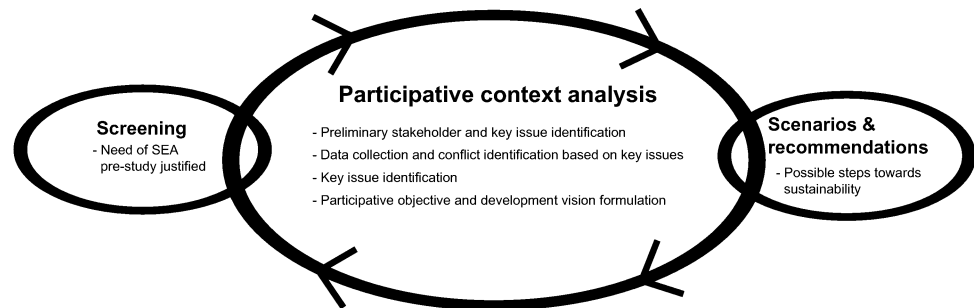 Screening
- Need of SEA
pre-study justified
Participative context analysis
- Preliminary stakeholder and key issue identification
- Data collection and conflict identification based on key issues
- Key issue identification
- Participative objective and development vision formulation
Scenarios &
recommendations
- Possible steps towards
sustainability